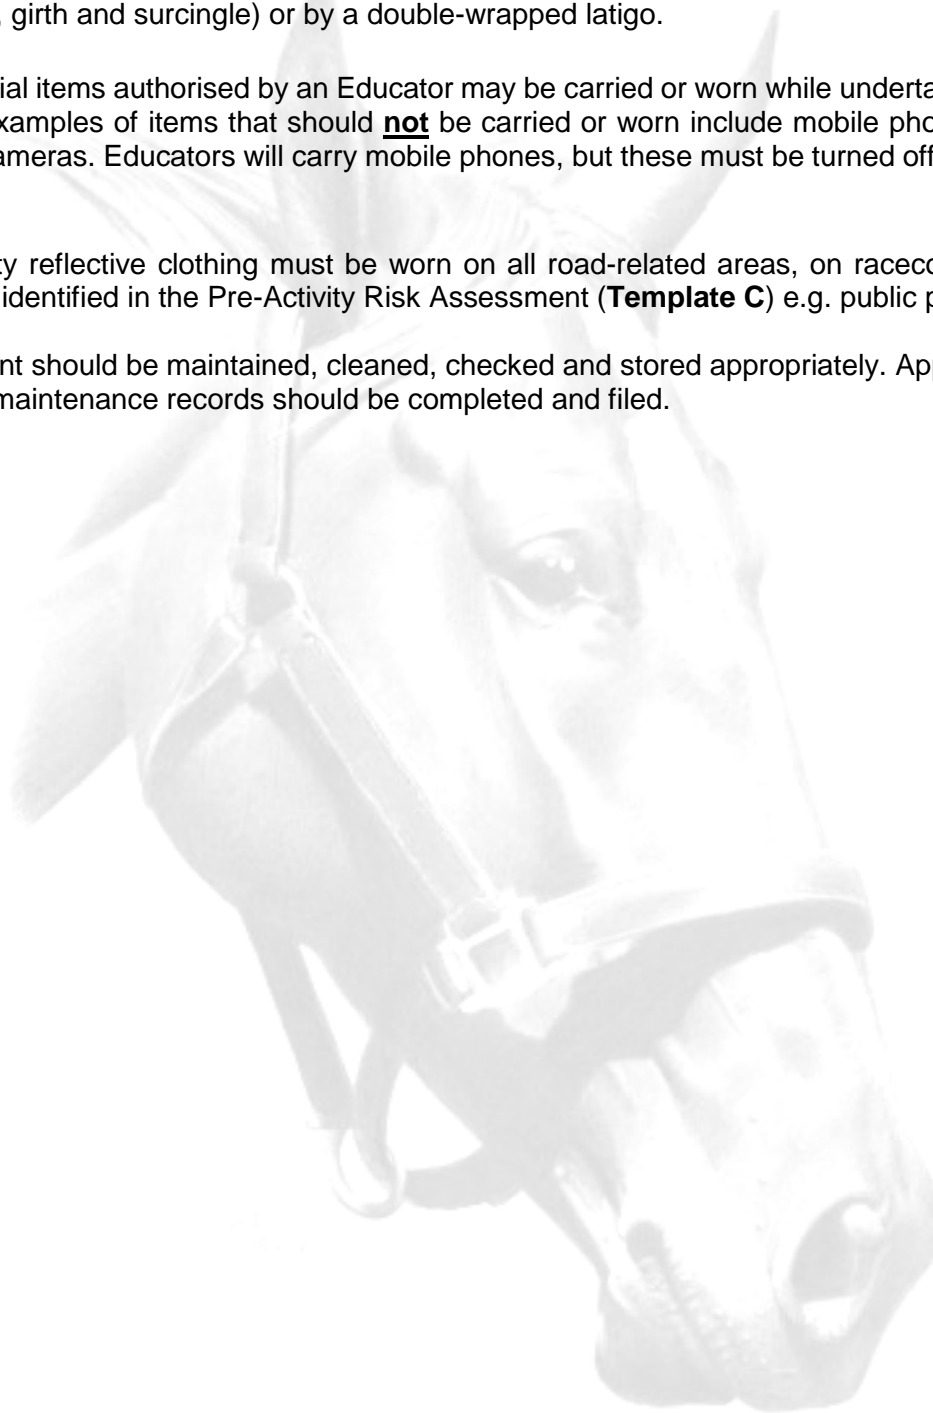 , girth and surcingle) or by a double-wrapped latigo.
ial items authorised by an Educator may be carried or worn while underta
xamples of items that should not be carried or worn include mobile pho
ameras. Educators will carry mobile phones, but these must be turned off
ty reflective clothing must be worn on all road-related areas, on raceco
identified in the Pre-Activity Risk Assessment (Template C) e.g. public p
nt should be maintained, cleaned, checked and stored appropriately. App
maintenance records should be completed and filed.